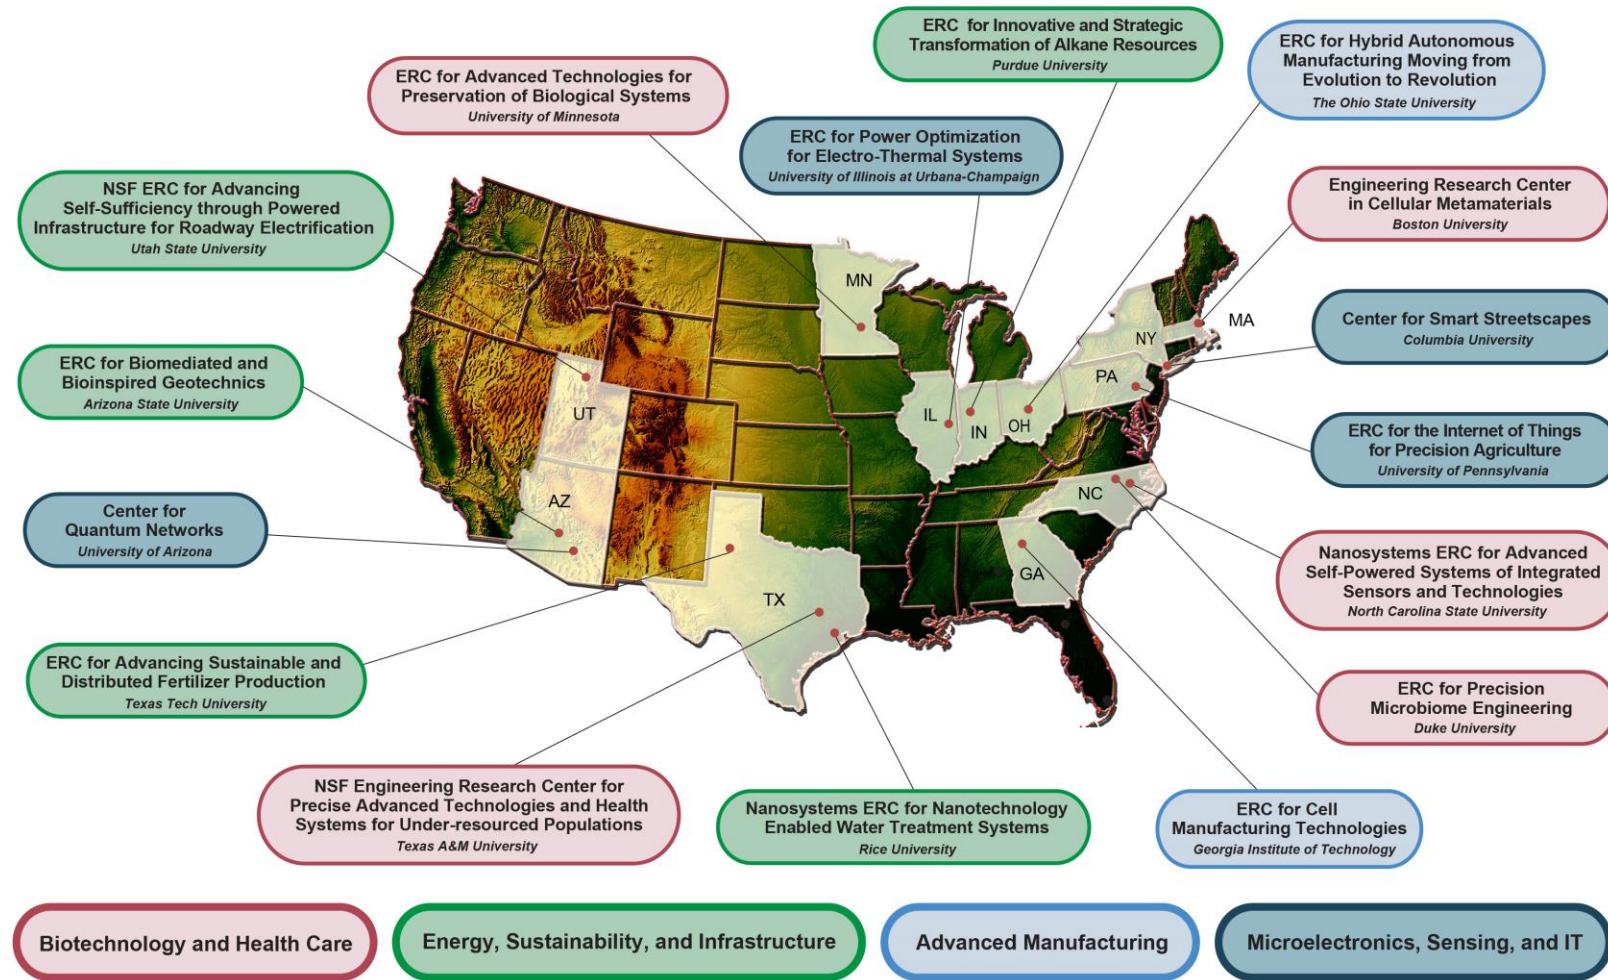 ERC for Innovative and Strategic
Transformation of Alkane Resources
Purdue University
ERC for Hybrid Autonomous
Manufacturing Moving from
Evolution to Revolution
The Ohio State University
ERC for Advanced Technologies for
Preservation of Biological Systems
University of Minnesota
ERC for Power Optimization
for Electro-Thermal Systems
University of Illinois at Urbana-Champaign
NSF ERC for Advancing
Self-Sufficiency through Powered
Infrastructure for Roadway Electrification
Utah State University
Engineering Research Center
in Cellular Metamaterials
Boston University
Center for Smart Streetscapes
Columbia University
ERC for Biomediated and
Bioinspired Geotechnics
Arizona State University
ERC for the Internet of Things
for Precision Agriculture
University of Pennsylvania
Center for
Quantum Networks
University of Arizona
Nanosystems ERC for Advanced
Self-Powered Systems of Integrated
Sensors and Technologies
North Carolina State University
ERC for Advancing Sustainable and
Distributed Fertilizer Production
Texas Tech University
ERC for Precision
Microbiome Engineering
Duke University
NSF Engineering Research Center for
Precise Advanced Technologies and Health
Systems for Under-resourced Populations
Texas A&M University
Nanosystems ERC for Nanotechnology
Enabled Water Treatment Systems
Rice University
ERC for Cell
Manufacturing Technologies
Georgia Institute of Technology
MN
MA
NY
PA
UT
IL
IN
OH
AZ
NC
GA
TX
Biotechnology and Health Care
Energy, Sustainability, and Infrastructure
Advanced Manufacturing
Microelectronics, Sensing, and IT